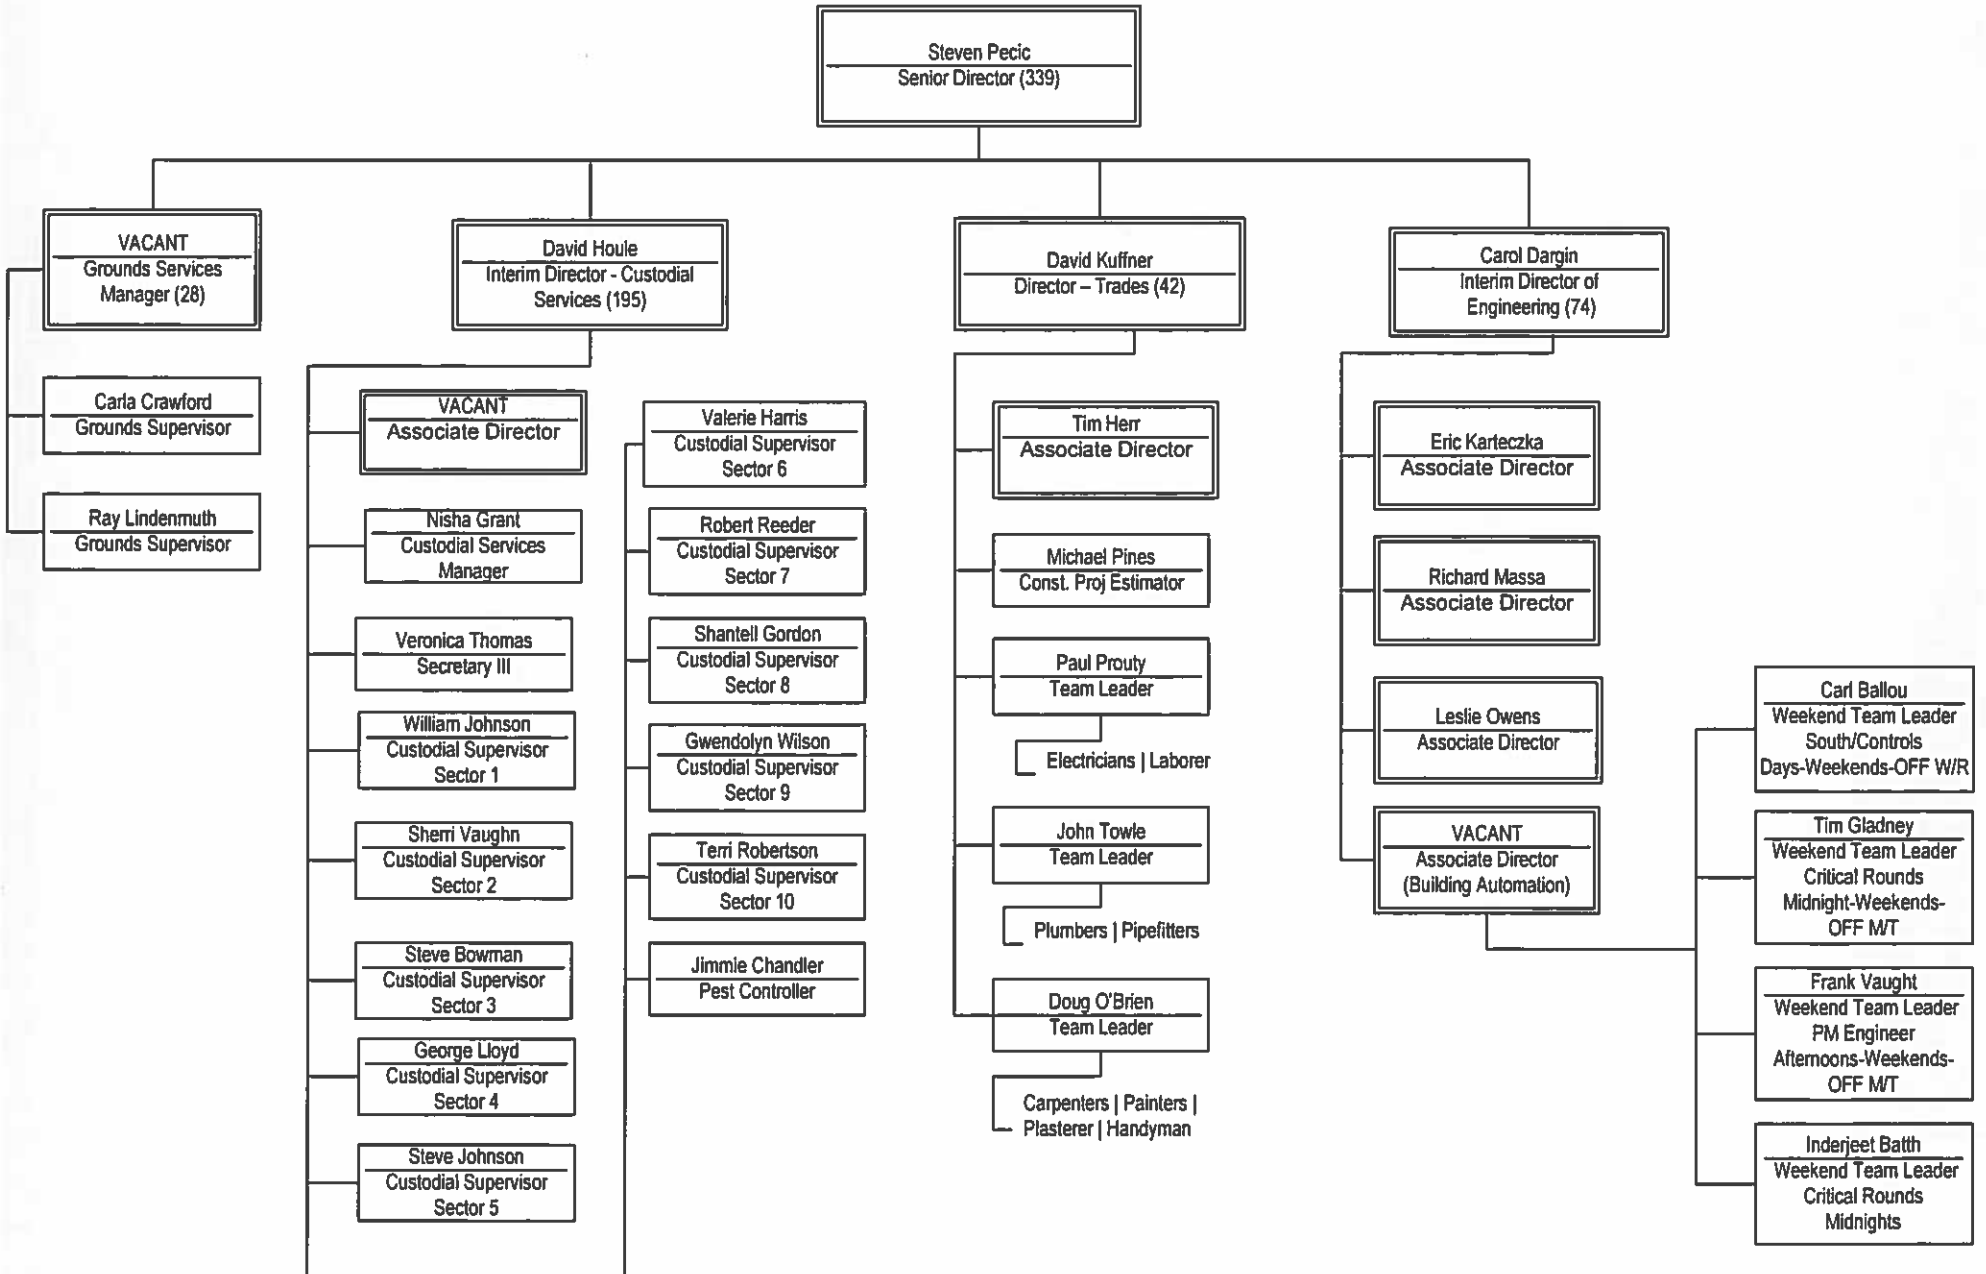 Steven Pecic
Senior Director (339)
VACANT
Grounds Services
Manager (28)
Carla Crawford
Grounds Supervisor
Ray Lindenmuth
Grounds Supervisor
David Houle
Interim Director - Custodial
Services (195)
VACANT
Associate Director
Nisha Grant
Custodial Services
Manager
Veronica Thomas
Secretary III
William Johnson
Custodial Supervisor
Sector 1
Sherri Vaughn
Custodial Supervisor
Sector 2
Steve Bowman
Custodial Supervisor
Sector 3
George Lloyd
Custodial Supervisor
Sector 4
Steve Johnson
Custodial Supervisor
Sector 5
Valerie Harris
Custodial Supervisor
Sector 6
Robert Reeder
Custodial Supervisor
Sector 7
Shantell Gordon
Custodial Supervisor
Sector 8
Gwendolyn Wilson
Custodial Supervisor
Sector 9
Terri Robertson
Custodial Supervisor
Sector 10
Jimmie Chandler
Pest Controller
David Kuffner
Director – Trades (42)
Tim Herr
Associate Director
Michael Pines
Const. Proj Estimator
Paul Prouty
Team Leader
Electricians | Laborer
John Towle
Team Leader
Plumbers | Pipefitters
Doug O'Brien
Team Leader
Carpenters | Painters |
Plasterer | Handyman
Carol Dargin
Interim Director of
Engineering (74)
Eric Karteczka
Associate Director
Richard Massa
Associate Director
Leslie Owens
Associate Director
VACANT
Associate Director
(Building Automation)
Carl Ballou
Weekend Team Leader
South/Controls
Days-Weekends-OFF W/R
Tim Gladney
Weekend Team Leader
Critical Rounds
Midnight-Weekends-
OFF M/T
Frank Vaught
Weekend Team Leader
PM Engineer
Afternoons-Weekends-
OFF M/T
Inderjeet Batth
Weekend Team Leader
Critical Rounds
Midnights